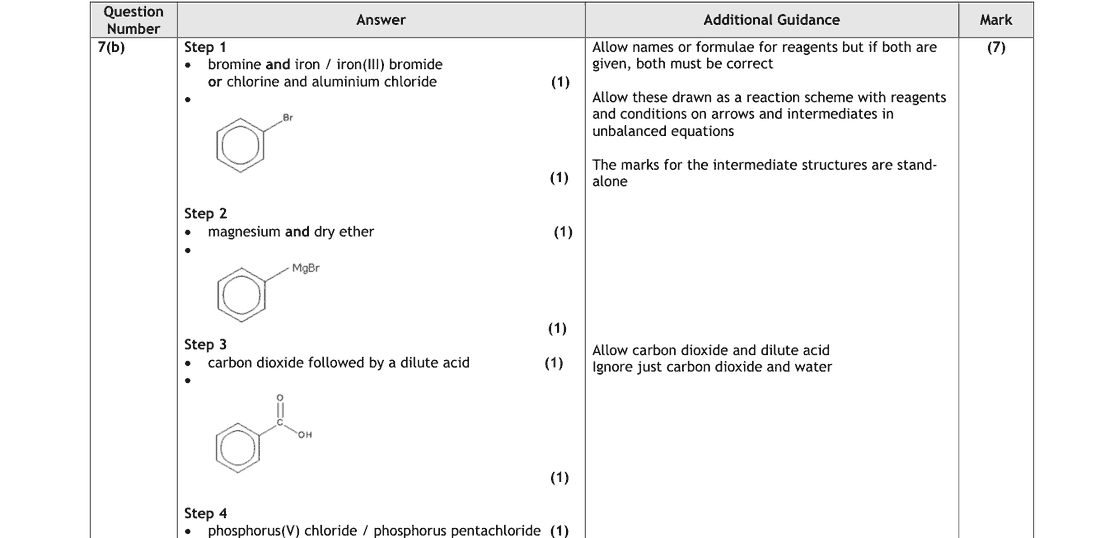 Question Number
Answer
Additional Guidance
Mark
7(b)
Step 1
• bromine and iron / iron(III) bromide
or chlorine and aluminium chloride (1)
•
Br
(1)
Step 2
• magnesium and dry ether (1)
•
MgBr
(1)
Step 3
• carbon dioxide followed by a dilute acid (1)
•
O
C
OH
(1)
Step 4
• phosphorus(V) chloride / phosphorus pentachloride (1)
Allow names or formulae for reagents but if both are
given, both must be correct
Allow these drawn as a reaction scheme with reagents
and conditions on arrows and intermediates in
unbalanced equations
The marks for the intermediate structures are stand-
alone
Allow carbon dioxide and dilute acid
Ignore just carbon dioxide and water
(7)